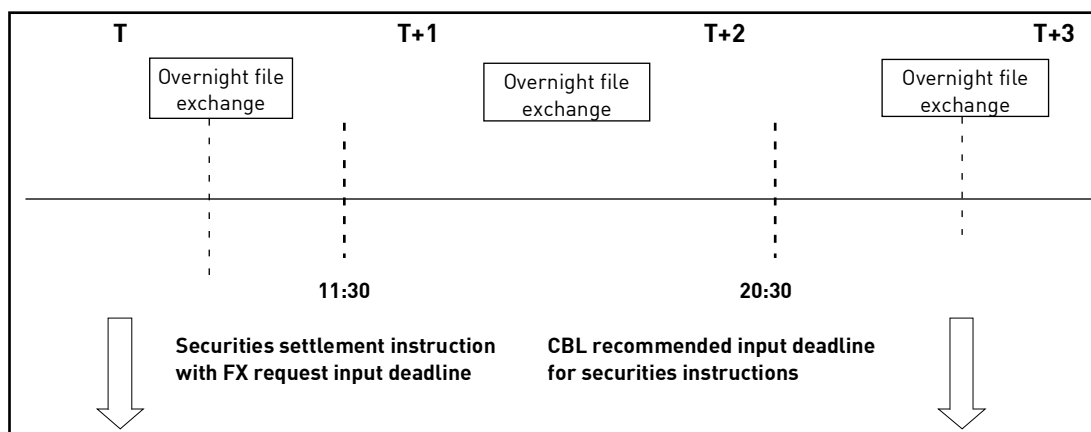 T
T+1
T+2
T+3
Overnight file
exchange
Overnight file
exchange
Overnight file
exchange
11:30
20:30
Securities settlement instruction
with FX request input deadline
CBL recommended input deadline
for securities instructions